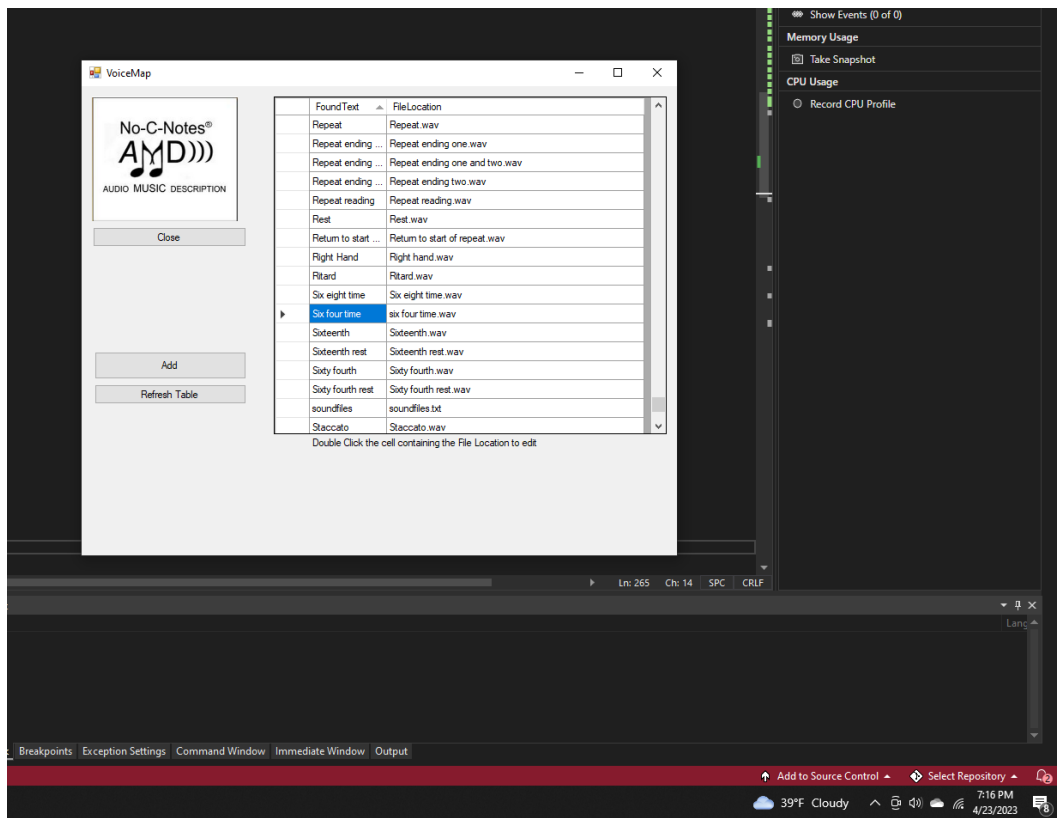 Show Events (0 of 0)
Memory Usage
Take Snapshot
CPU Usage
Record CPU Profile
VoiceMap
No-C-Notes®
AMD)))
AUDIO MUSIC DESCRIPTION
Close
Add
Refresh Table
FoundText FileLocation
Repeat Repeat.wav
Repeat ending ... Repeat ending one.wav
Repeat ending ... Repeat ending one and two.wav
Repeat ending ... Repeat ending two.wav
Repeat reading Repeat reading.wav
Rest Rest.wav
Return to start ... Return to start of repeat.wav
Right Hand Right hand.wav
Ritard Ritard.wav
Six eight time Six eight time.wav
Six four time six four time.wav
Sixteenth Sixteenth.wav
Sixteenth rest Sixteenth rest.wav
Sixty fourth Sixty fourth.wav
Sixty fourth rest Sixty fourth rest.wav
soundfiles soundfiles.txt
Staccato Staccato.wav
Double Click the cell containing the File Location to edit
Ln: 265 Ch: 14 SPC CRLF
Lang
Breakpoints Exception Settings Command Window Immediate Window Output
Add to Source Control Select Repository 2
39°F Cloudy 7:16 PM
4/23/2023 8